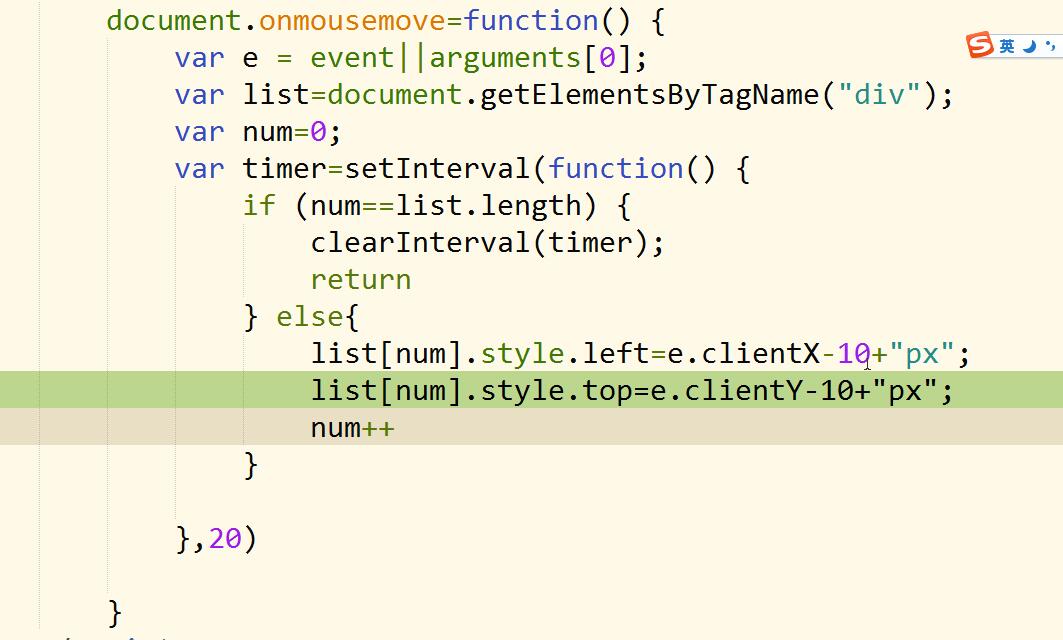 document.onmousemove=function() {
var e = event||arguments[0];
var list=document.getElementsByTagName("div");
var num=0;
var timer=setInterval(function() {
if (num==list.length) {
clearInterval(timer);
return
} else{
list[num].style.left=e.clientX-10+"px";
list[num].style.top=e.clientY-10+"px";
num++
}
},20)
}
S英